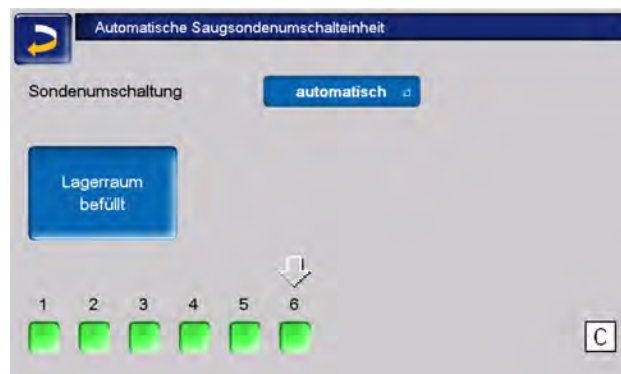 Automatische Saugsondenumschalteinheit
Sondenumschaltung automatisch
Lagerraum
befüllt
1 2 3 4 5 6
C